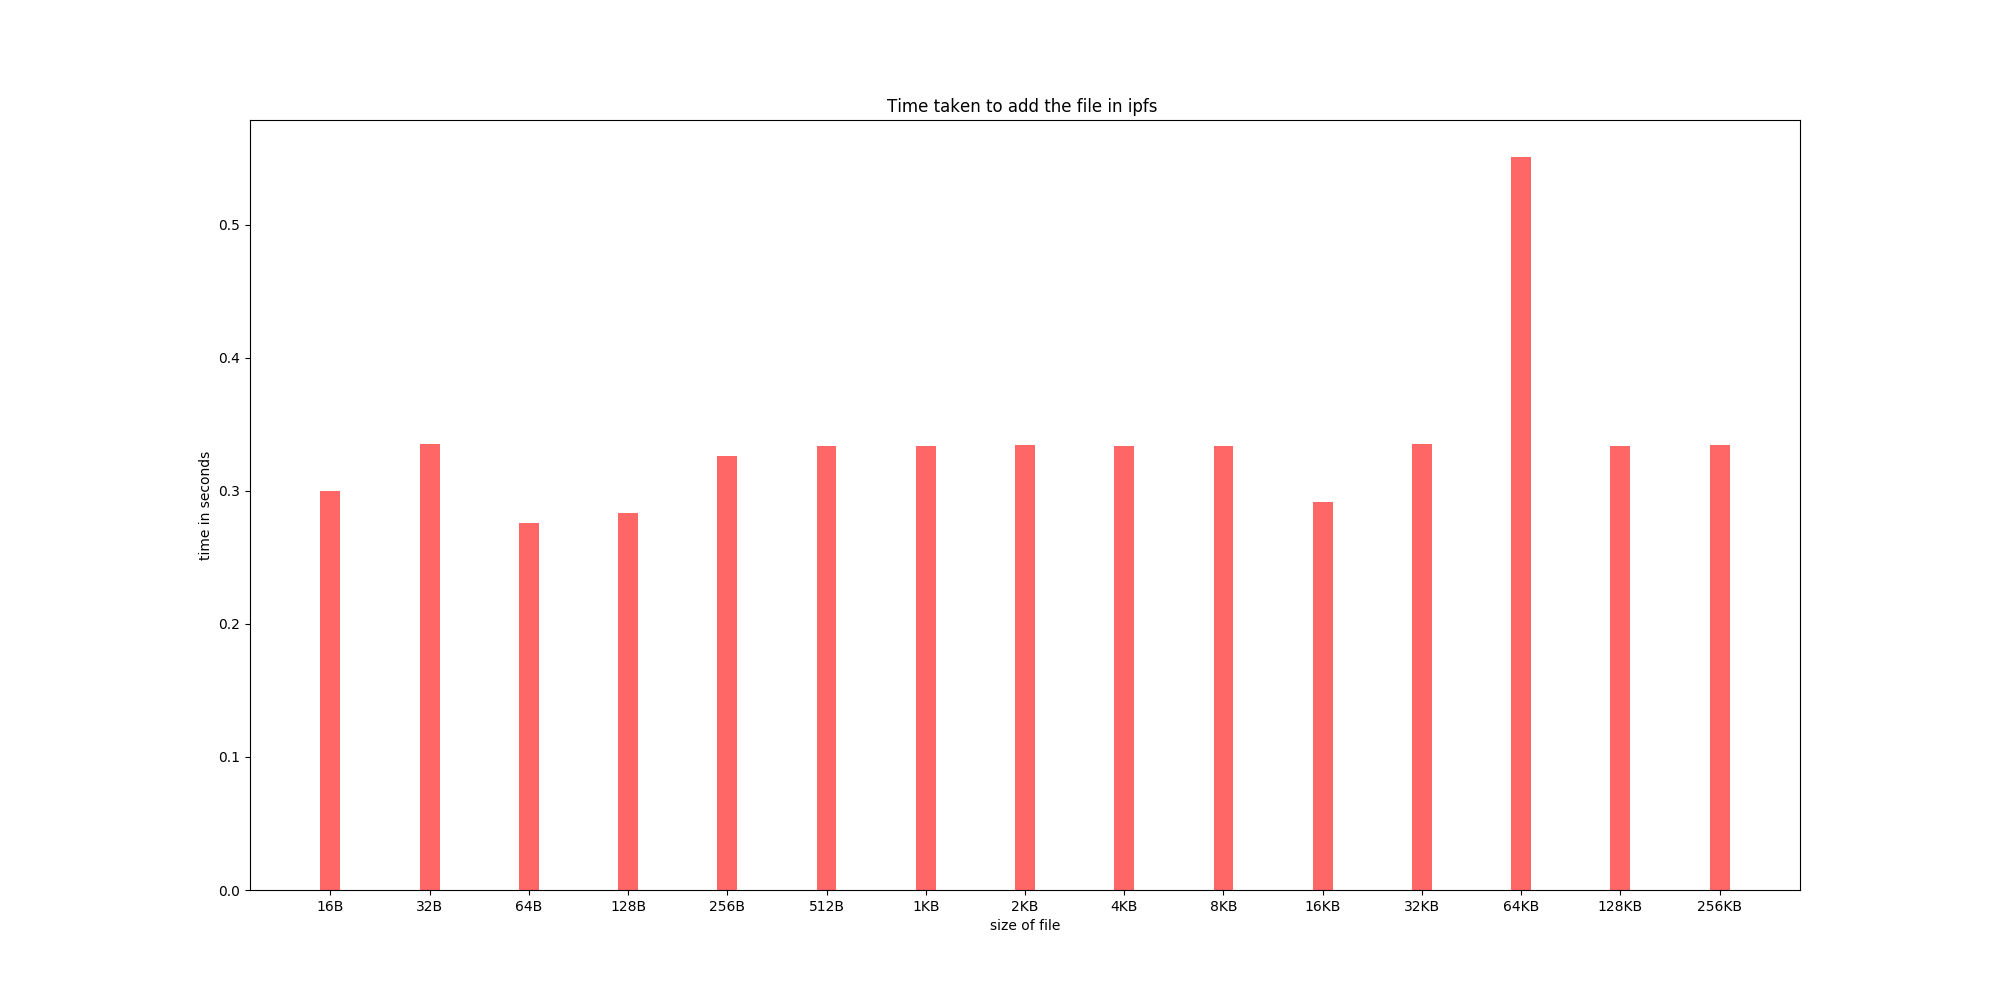 Time taken to add the file in ipfs
0.5
0.4
0.3
0.2
0.1
0.0
time in seconds
16B 32B 64B 128B 256B 512B 1KB 2KB 4KB 8KB 16KB 32KB 64KB 128KB 256KB
size of file